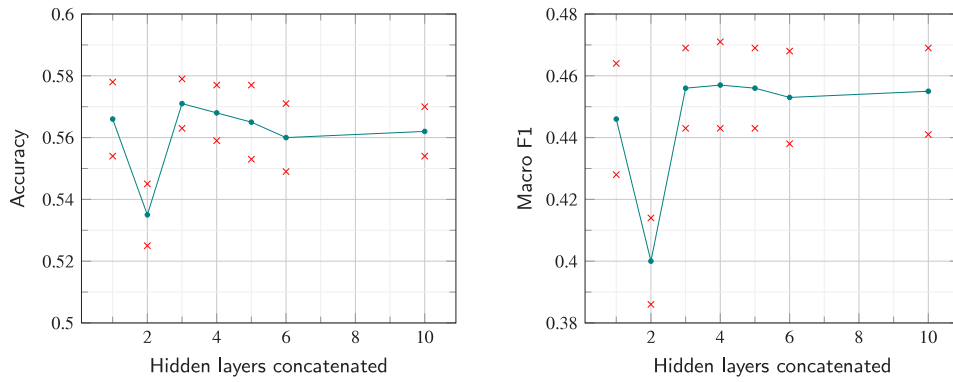 0.6
0.58
0.56
0.54
0.52
0.5
Accuracy
2 4 6 8 10
Hidden layers concatenated
0.48
0.46
0.44
0.42
0.4
0.38
Macro F1
2 4 6 8 10
Hidden layers concatenated